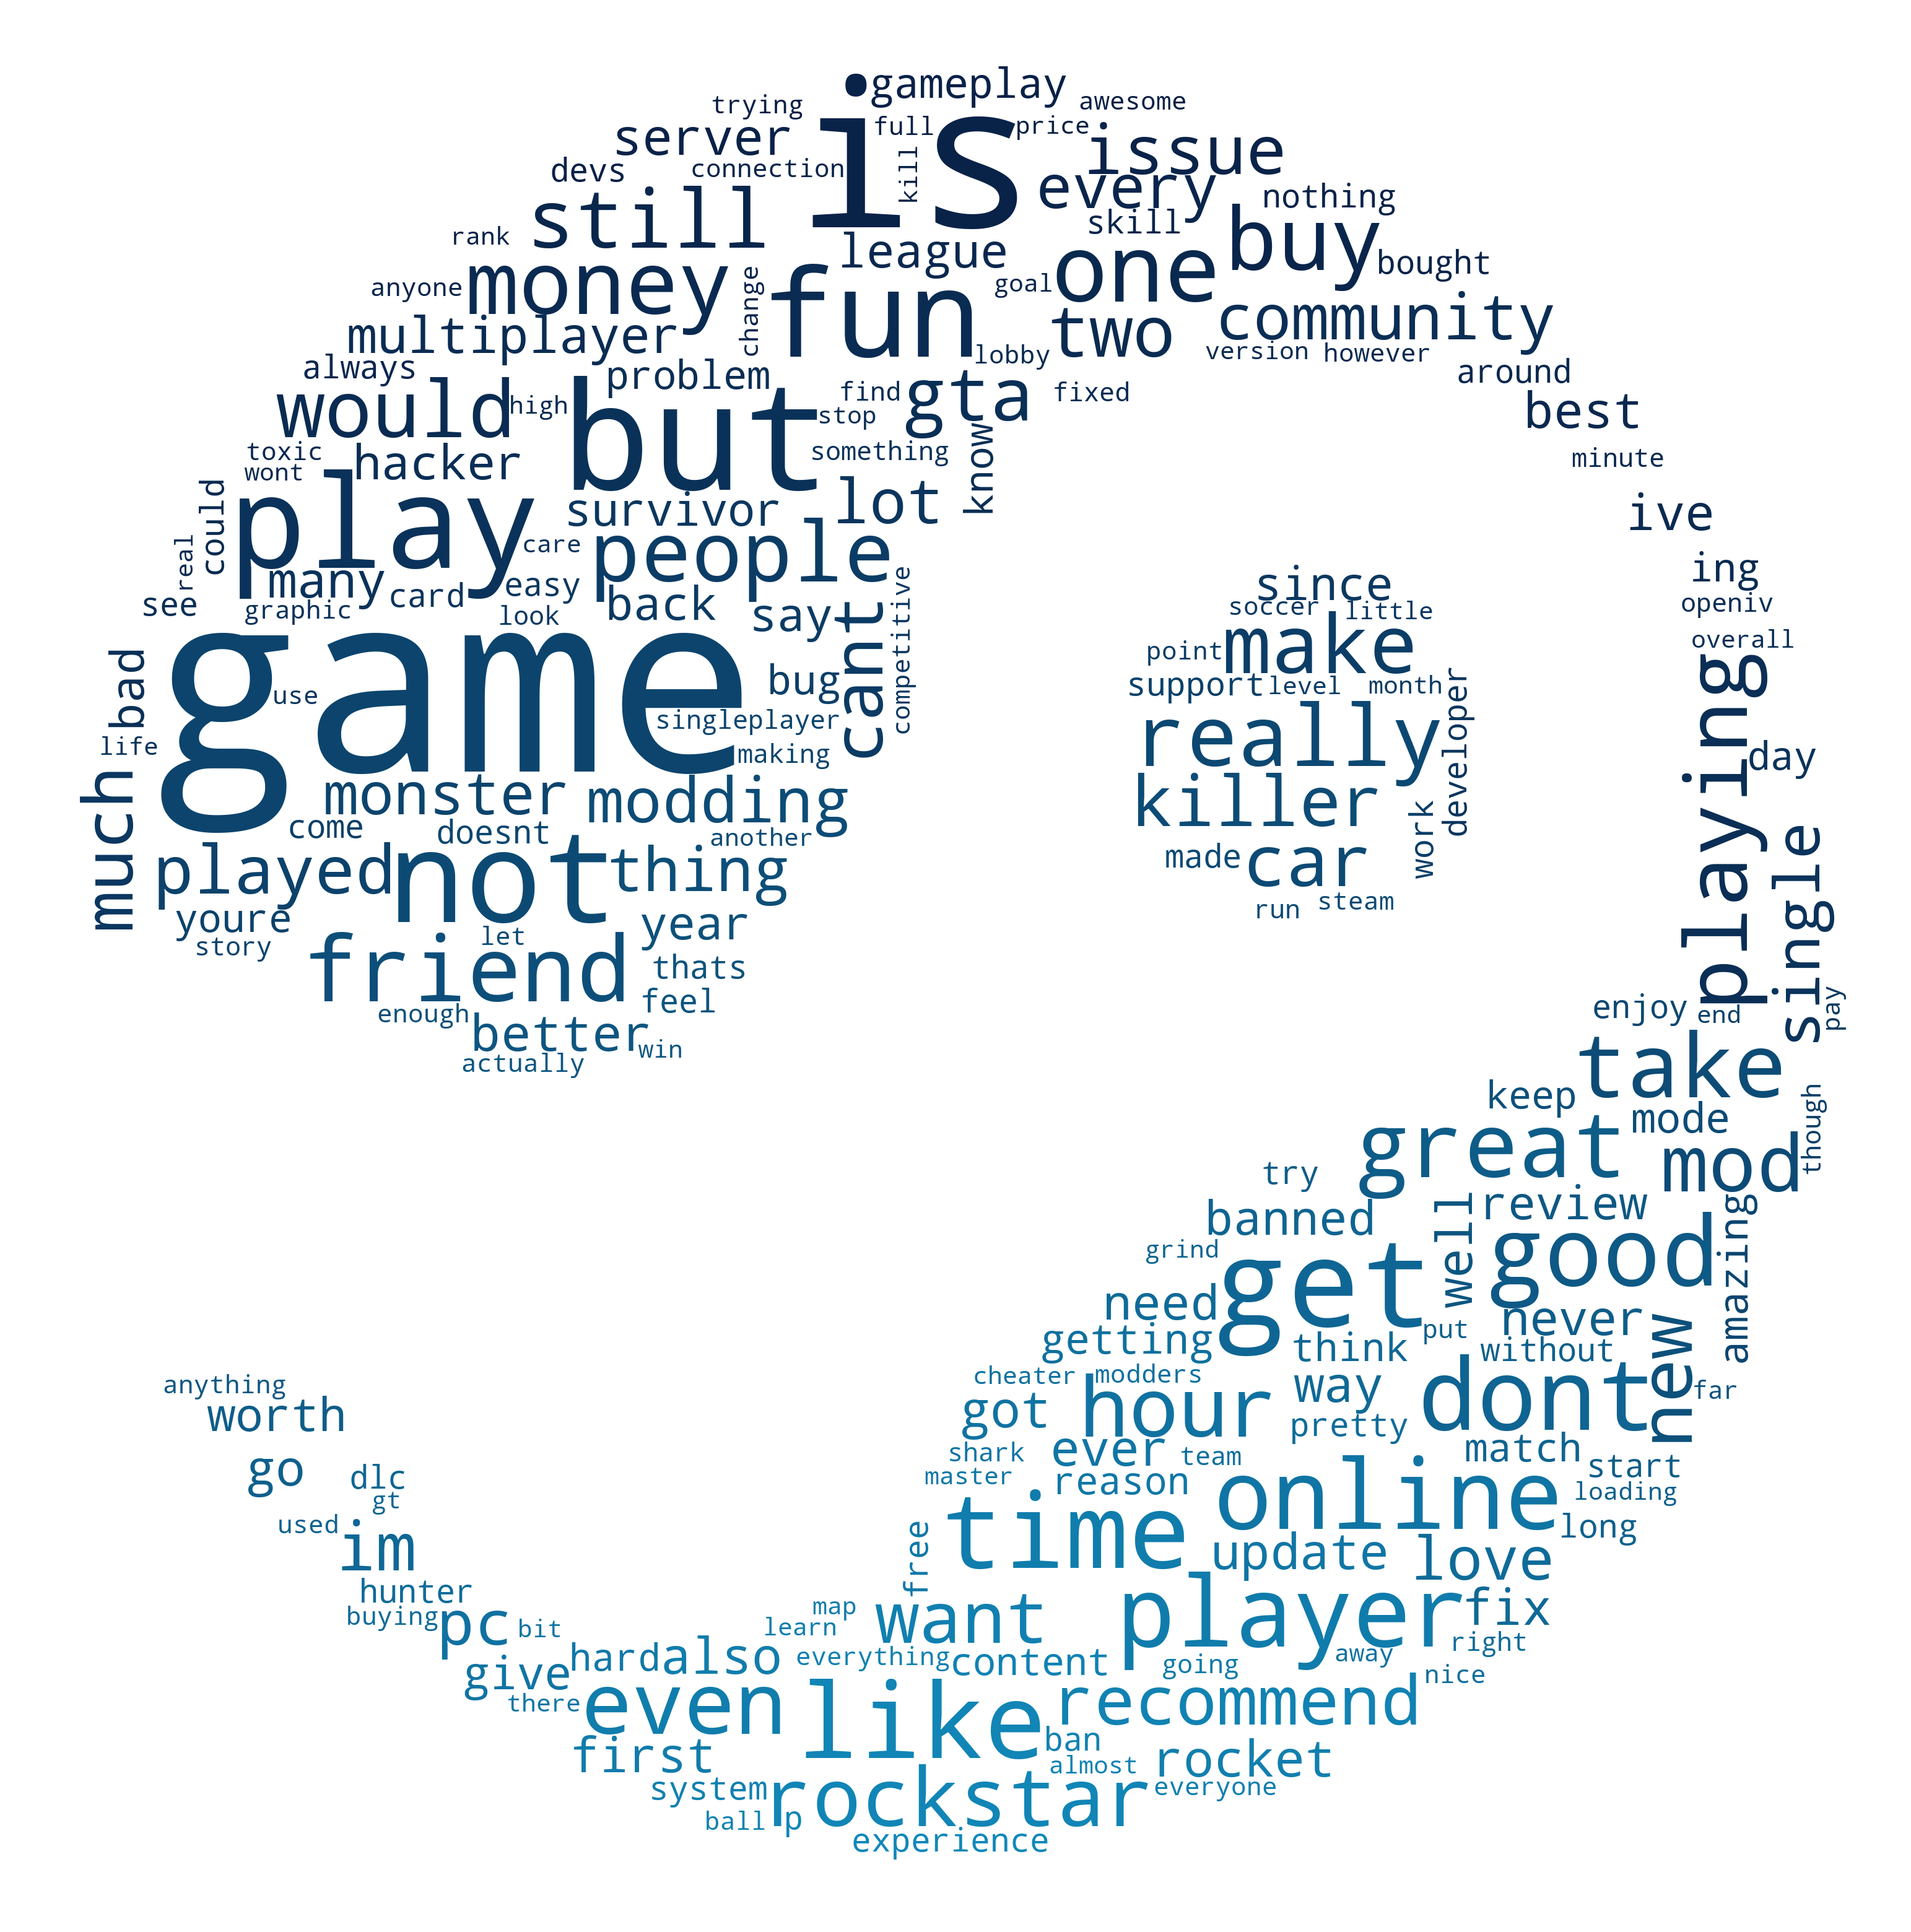 gameplay
trying
awesome
is
server
full
price
issue
devs
connection
kill
every
still
skill
nothing
buy
rank
league
one
bought
anyone
money
change
fun
goal
community
multiplayer
two
lobby
version
however
always
problem
around
would
high
but
find
gta
fixed
best
stop
toxic
hacker
something
know
minute
wont
could
play
survivor
lot
ive
real
care
people
many
card
easy
since
ing
see
graphic
look
back
say
cant
competitive
soccer
little
openiv
game
make
overall
bad
use
bug
point
support
level
month
playing
much
life
singleplayer
making
really
developer
day
monster
modding
killer
work
come
doesnt
another
single
played
not
thing
made
car
youre
year
run
steam
story
let
friend
thats
feel
enjoy
end
pay
enough
better
win
actually
take
keep
mode
though
great
mod
try
banned
well
review
amazing
grind
get
good
need
never
new
getting
think
put
without
cheater
modders
anything
worth
got
hour
way
dont
far
pretty
go
dlc
shark
ever
team
match
start
gt
master
reason
online
loading
used
im
free
time
update
long
love
hunter
buying
pc
bit
map
learn
want
player
fix
right
give
hard
also
everything
content
going
away
nice
there
even
like
recommend
first
ban
almost
rocket
system
rockstar
everyone
ball
p
experience